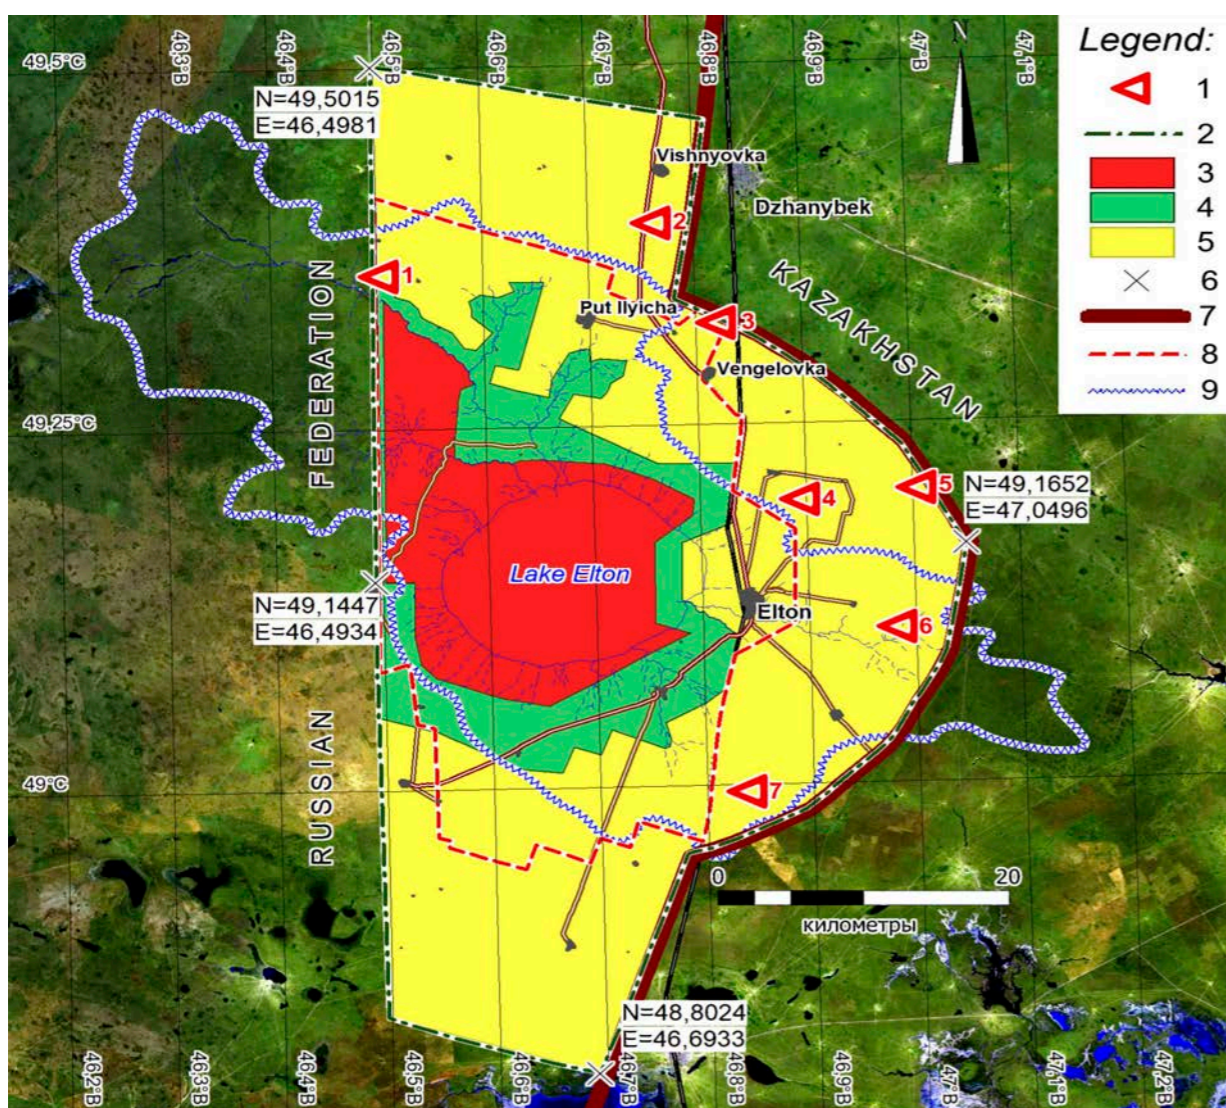 46.3°В
46.4°В
46.5°В
46.6°В
46.7°В
46.8°В
46.9°В
47°В
47.1°В
49,5°С
N=49,5015
E=46,4981
N
Legend:
1
2
3
4
5
6
7
8
9
Vishnyovka
Dzhanybek
2
1
KAZAKHSTAN
RUSSIAN FEDERATION
Put Ilyicha
3
Vengelovka
49,25°С
4
5
N=49,1652
E=47,0496
Lake Elton
N=49,1447
E=46,4934
Elton
6
49°С
7
0
20
километры
N=48,8024
E=46,6933
46.2°В
46.3°В
46.4°В
46.5°В
46.6°В
46.7°В
46.8°В
46.9°В
47°В
47.1°В
47.2°В